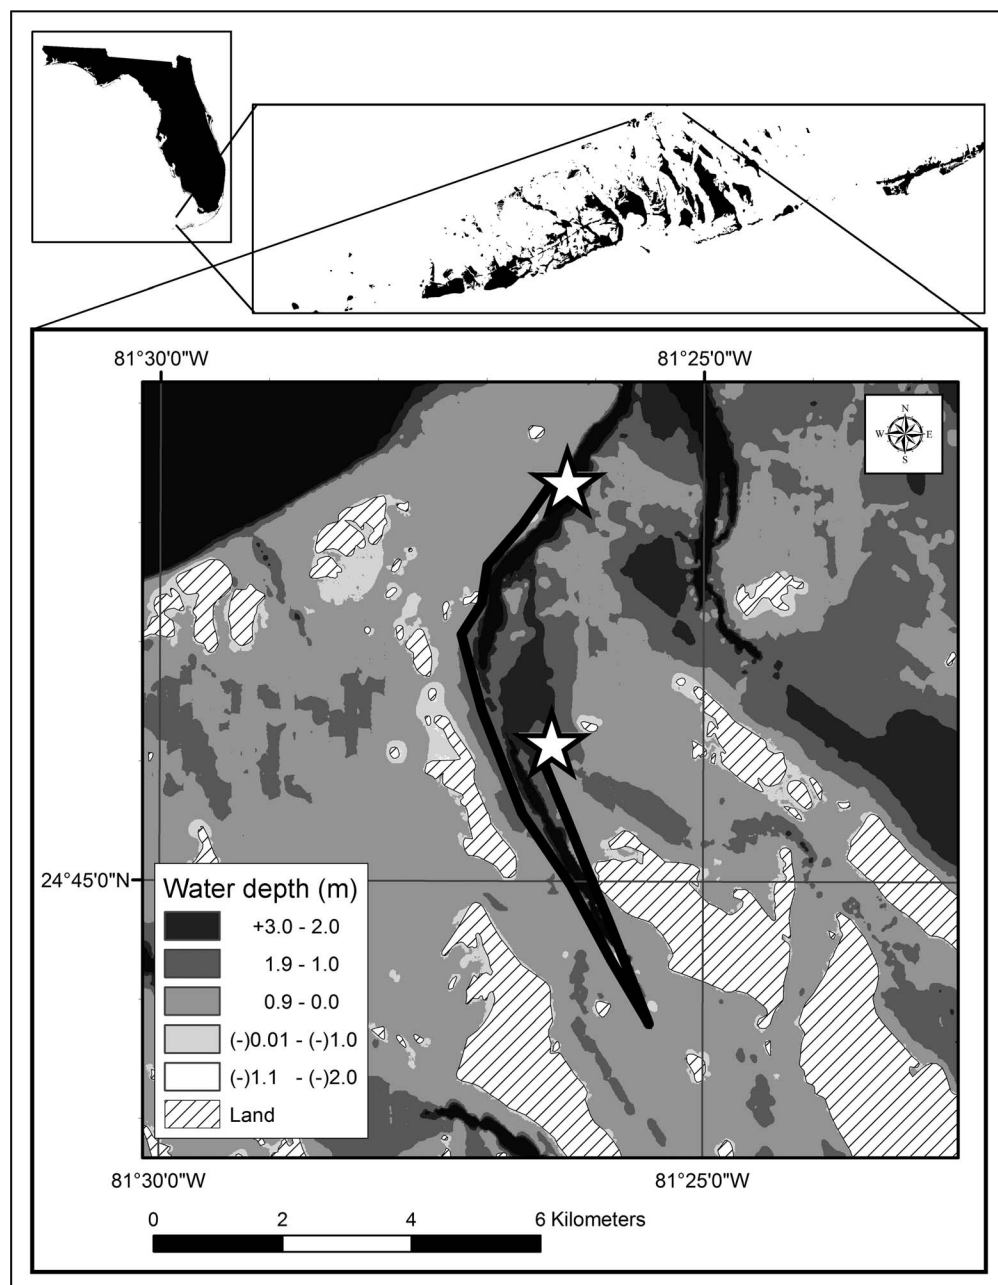 81°30'0"W 81°25'0"W
N
W E
S
24°45'0"N
Water depth (m)
+3.0 - 2.0
1.9 - 1.0
0.9 - 0.0
(-)0.01 - (-)1.0
(-)1.1 - (-)2.0
Land
81°30'0"W 81°25'0"W
0 2 4 6 Kilometers